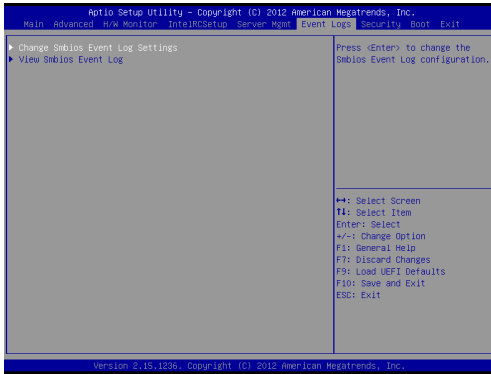 Aptio Setup Utility - Copyright (C) 2012 American Megatrends, Inc.
Main Advanced H/W Monitor IntelRCSetup Server Mgmt Event Logs Security Boot Exit
Change Smbios Event Log Settings
View Smbios Event Log
Press <Enter> to change the
Smbios Event Log configuration.
↔: Select Screen
↑↓: Select Item
Enter: Select
+/-: Change Option
F1: General Help
F7: Discard Changes
F9: Load UEFI Defaults
F10: Save and Exit
ESC: Exit
Version 2.15.1236. Copyright (C) 2012 American Megatrends, Inc.